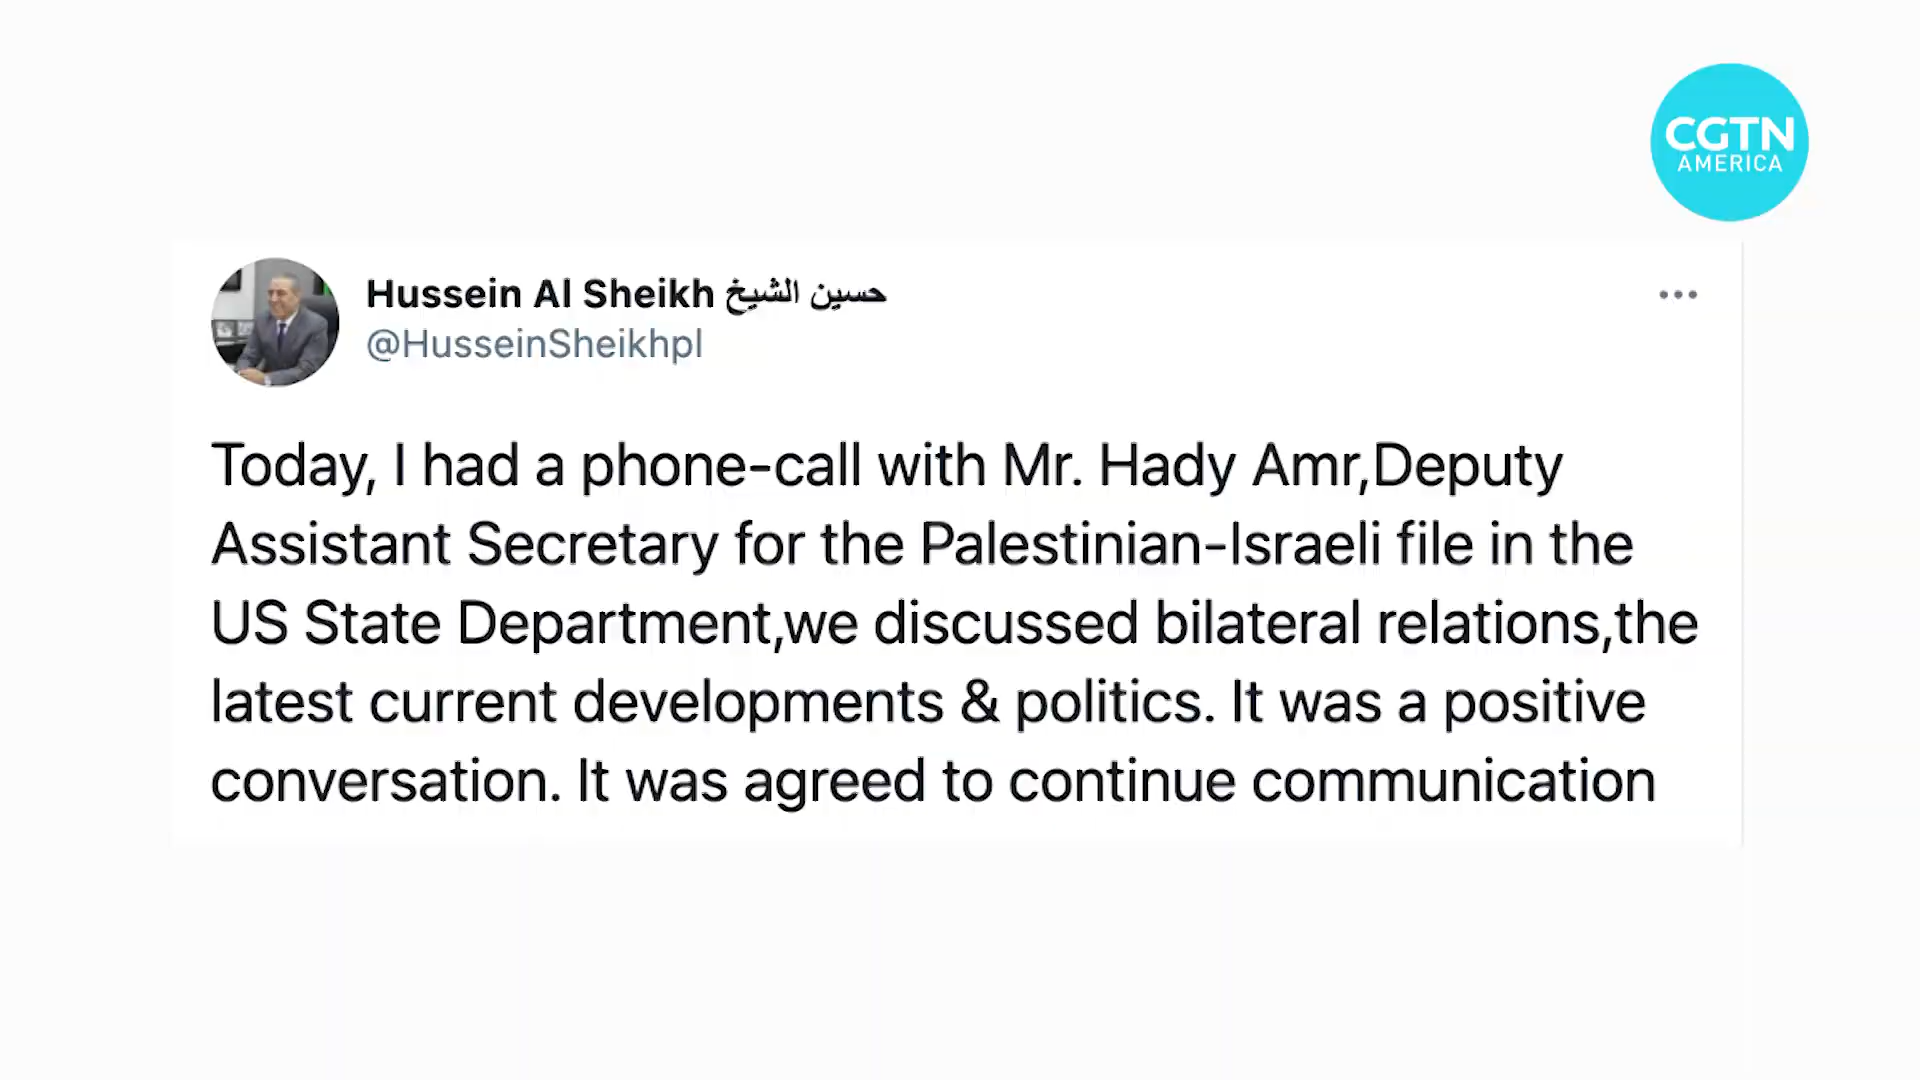 CGTN
AMERICA
Hussein Al Sheikh حسين الشيخ
@HusseinSheikhpl
Today, I had a phone-call with Mr. Hady Amr,Deputy
Assistant Secretary for the Palestinian-Israeli file in the
US State Department,we discussed bilateral relations,the
latest current developments & politics. It was a positive
conversation. It was agreed to continue communication